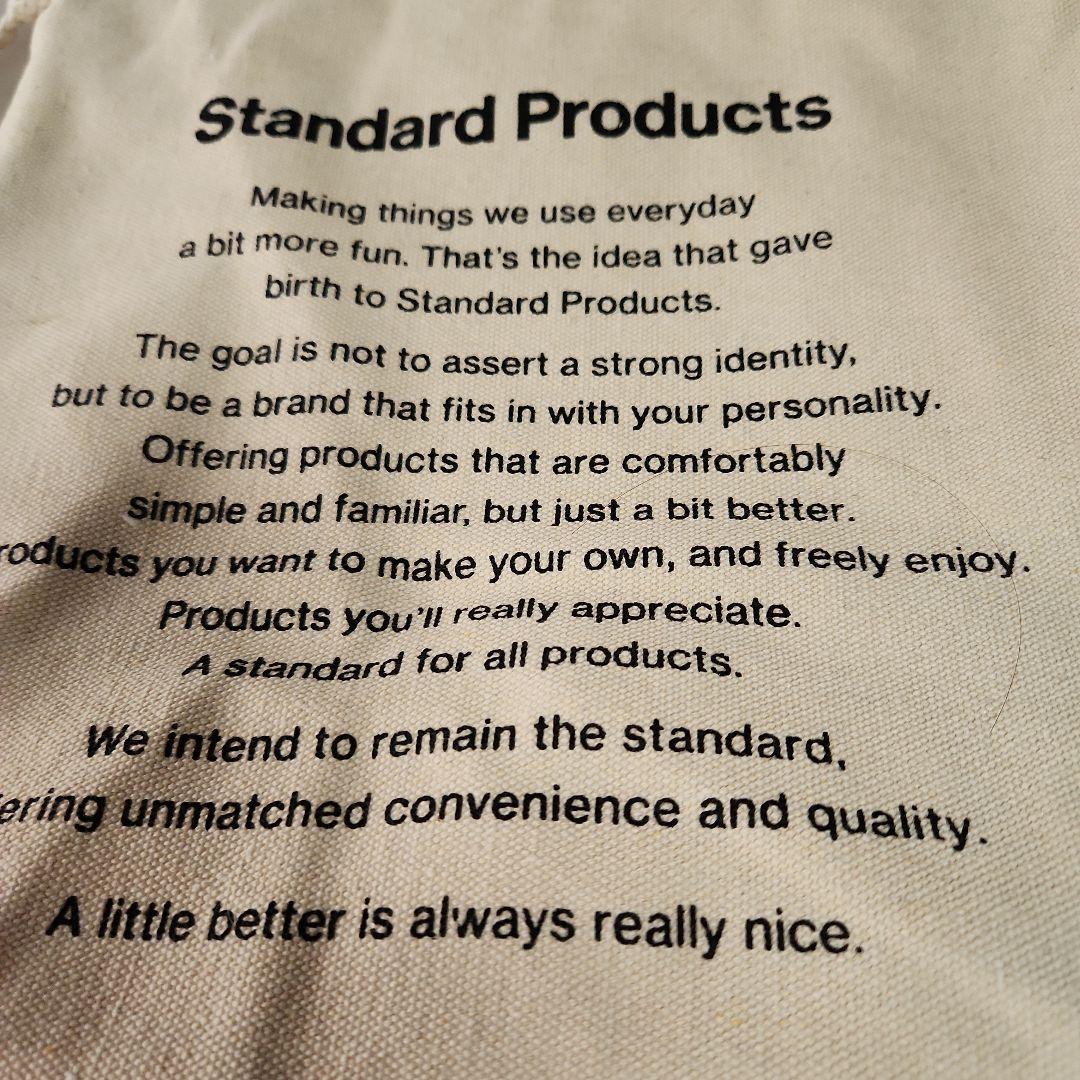 Standard Products
Making things we use everyday
a bit more fun. That's the idea that gave
birth to Standard Products.
The goal is not to assert a strong identity,
but to be a brand that fits in with your personality.
Offering products that are comfortably
simple and familiar, but just a bit better.
roducts you want to make your own, and freely enjoy.
Products you'll really appreciate.
A standard for all products.
We intend to remain the standard,
ering unmatched convenience and quality.
A little better is always really nice.